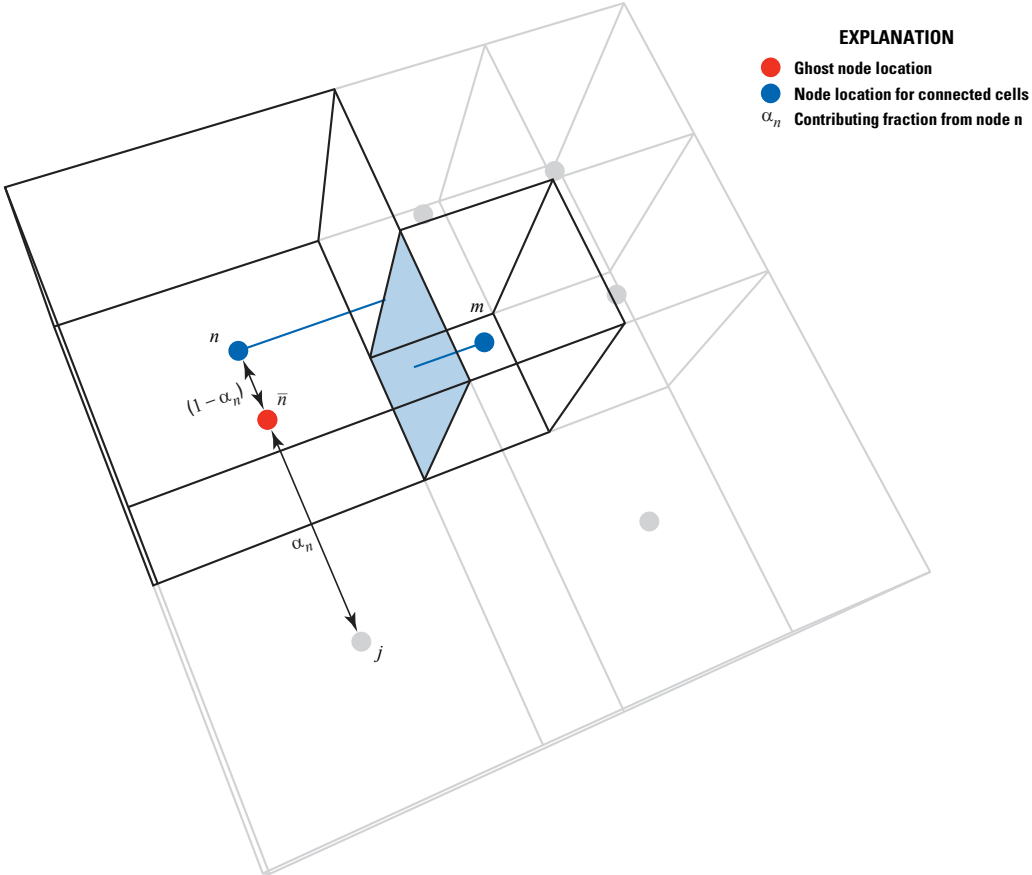 EXPLANATION
Ghost node location
Node location for connected cells
αn Contributing fraction from node n
m
n
(1 – αn)
n̅
αn
j